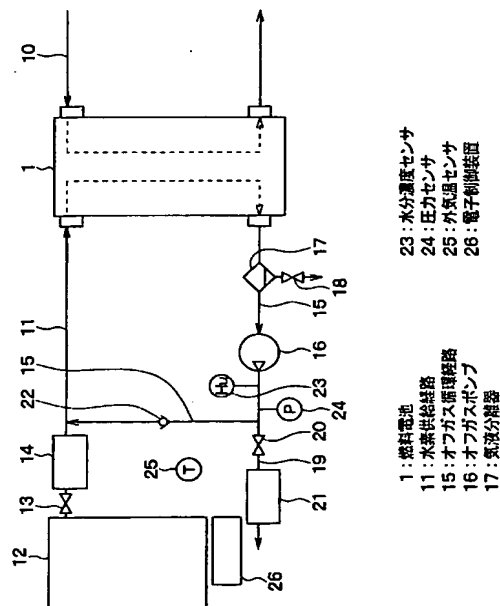 10
1
11
17
18
15
16
15
22
Hu
23
P
24
14
25
T
20
19
13
21
12
26
1：燃料電池
11：水素供給経路
15：オフガス循環経路
16：オフガスポンプ
17：気液分離器
23：水分濃度センサ
24：圧力センサ
25：外気温センサ
26：電子制御装置